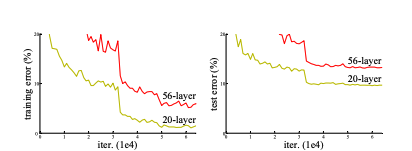 20
10
0
0 1 2 3 4 5 6
training error (%)
iter. (1e4)
56-layer
20-layer
20
10
0
0 1 2 3 4 5 6
test error (%)
iter. (1e4)
56-layer
20-layer